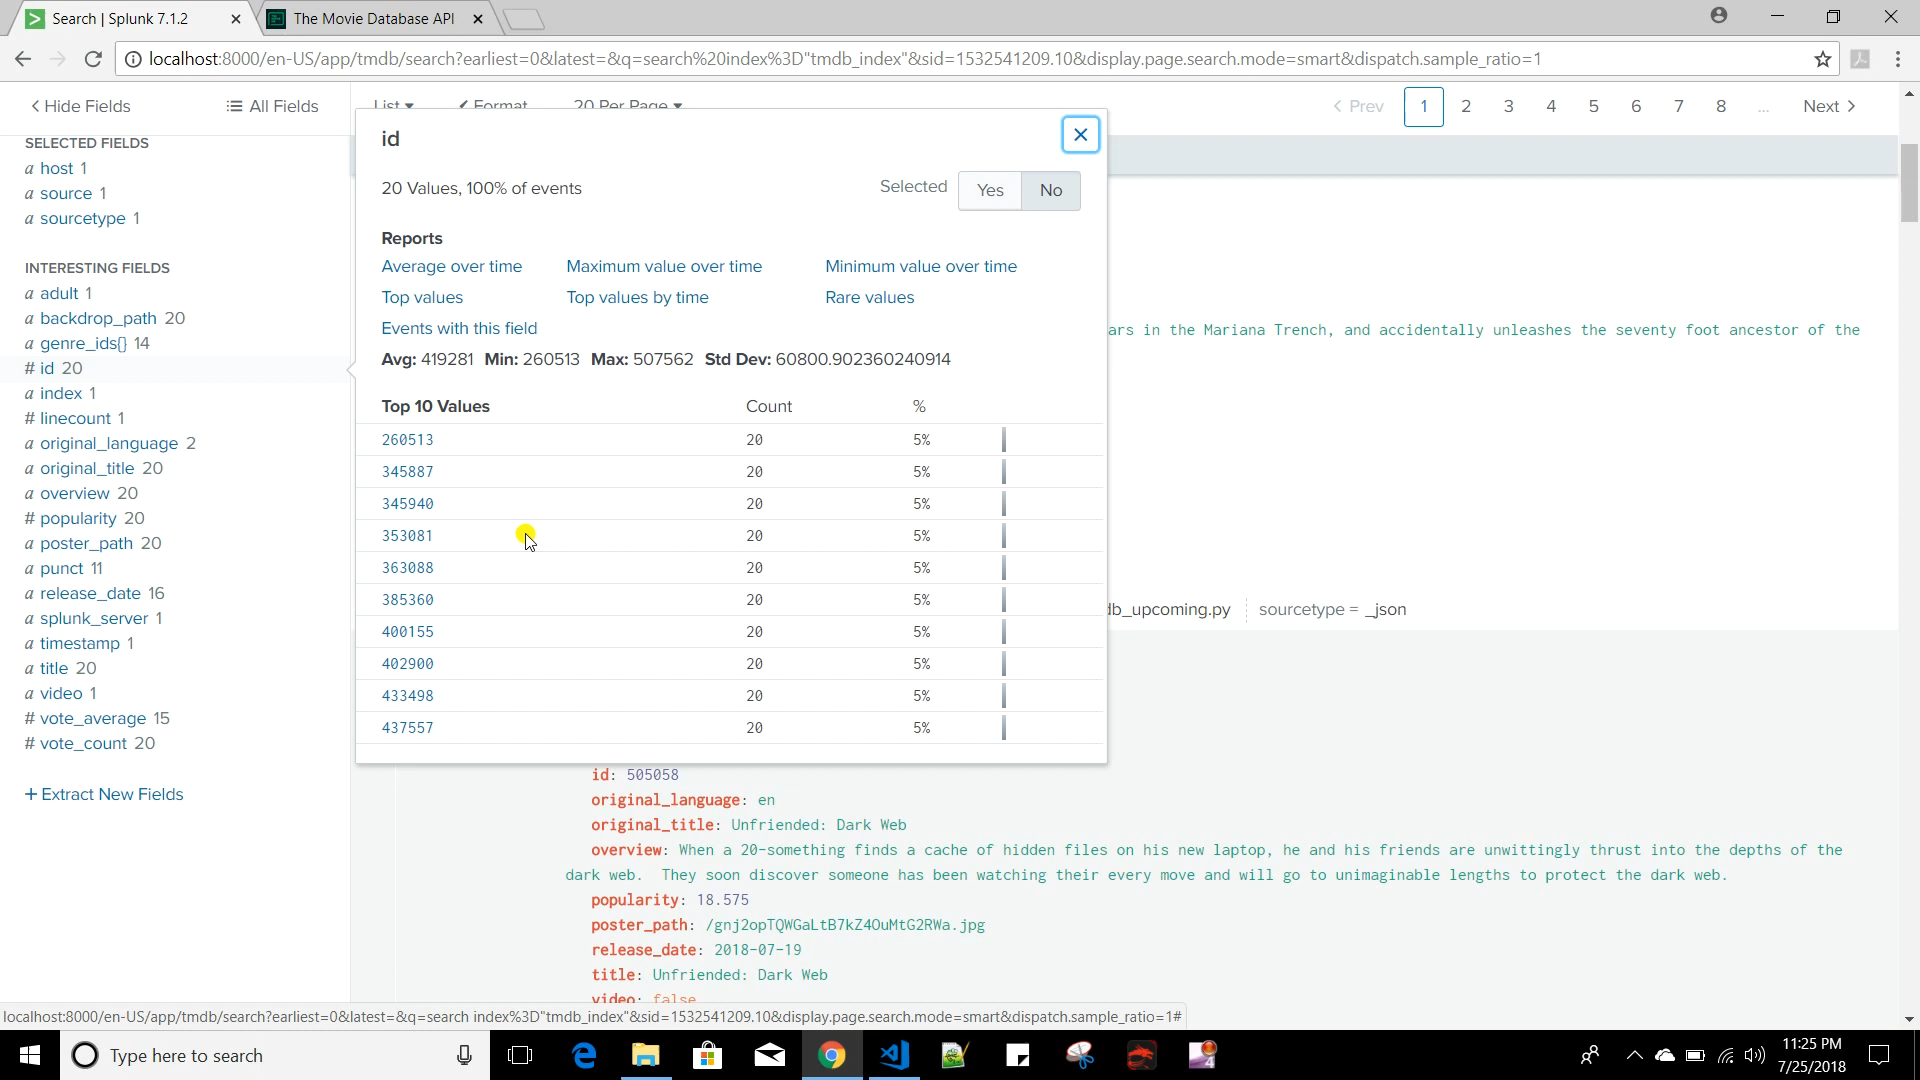 Search | Splunk 7.1.2
The Movie Database API
localhost:8000/en-US/app/tmdb/search?earliest=0&latest=&q=search%20index%3D"tmdb_index"&sid=1532541209.10&display.page.search.mode=smart&dispatch.sample_ratio=1
Hide Fields
All Fields
List
Format
20 Per Page
Prev
1 2 3 4 5 6 7 8 ...
Next
SELECTED FIELDS
a host 1
a source 1
a sourcetype 1
INTERESTING FIELDS
a adult 1
a backdrop_path 20
a genre_ids{} 14
# id 20
a index 1
# linecount 1
a original_language 2
a original_title 20
a overview 20
# popularity 20
a poster_path 20
a punct 11
a release_date 16
a splunk_server 1
a timestamp 1
a title 20
a video 1
# vote_average 15
# vote_count 20
+ Extract New Fields
id
20 Values, 100% of events
Selected Yes No
Reports
Average over time Maximum value over time Minimum value over time
Top values Top values by time Rare values
Events with this field
Avg: 419281 Min: 260513 Max: 507562 Std Dev: 60800.902360240914
Top 10 Values Count %
260513 20 5%
345887 20 5%
345940 20 5%
353081 20 5%
363088 20 5%
385360 20 5%
400155 20 5%
402900 20 5%
433498 20 5%
437557 20 5%
ars in the Mariana Trench, and accidentally unleashes the seventy foot ancestor of the
db_upcoming.py sourcetype = _json
id: 505058
original_language: en
original_title: Unfriended: Dark Web
overview: When a 20-something finds a cache of hidden files on his new laptop, he and his friends are unwittingly thrust into the depths of the
dark web. They soon discover someone has been watching their every move and will go to unimaginable lengths to protect the dark web.
popularity: 18.575
poster_path: /gnj2opTQWGaLtB7kZ4OuMtG2RWa.jpg
release_date: 2018-07-19
title: Unfriended: Dark Web
video: false
localhost:8000/en-US/app/tmdb/search?earliest=0&latest=&q=search index%3D"tmdb_index"&sid=1532541209.10&display.page.search.mode=smart&dispatch.sample_ratio=1#
Type here to search
11:25 PM
7/25/2018